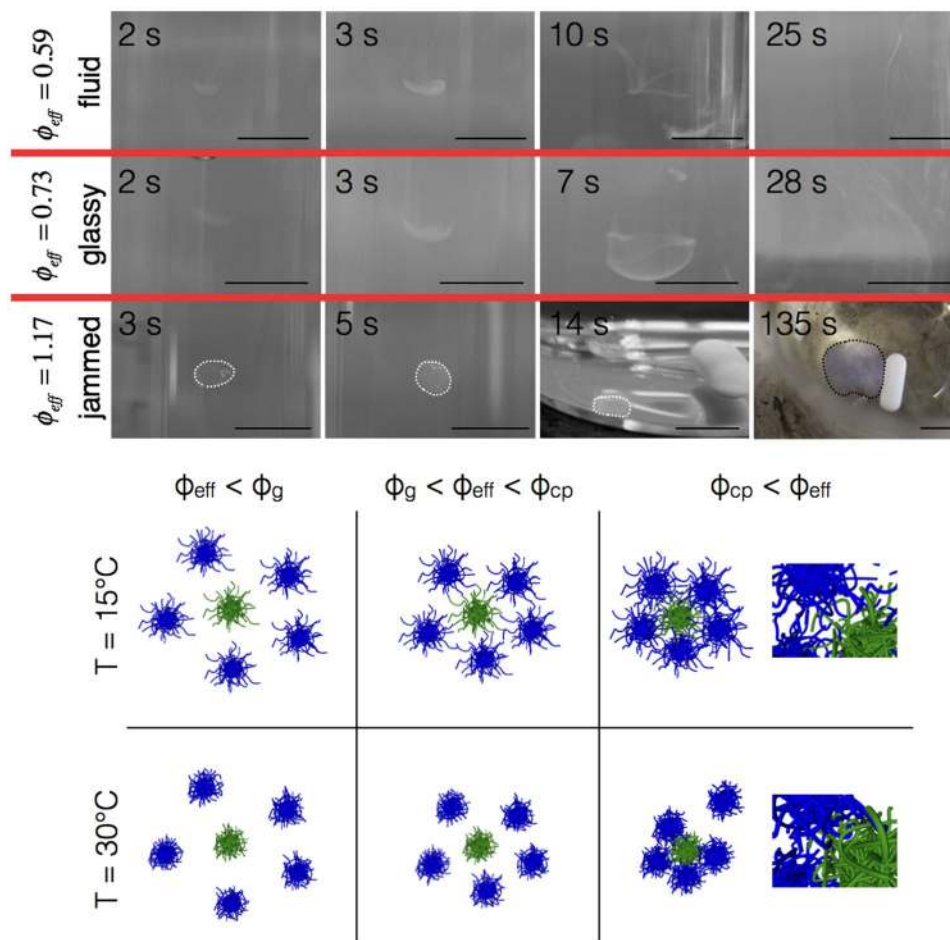 ϕeff = 0.59
fluid
2 s
3 s
10 s
25 s
ϕeff = 0.73
glassy
2 s
3 s
7 s
28 s
ϕeff = 1.17
jammed
3 s
5 s
14 s
135 s
Φeff < Φg
Φg < Φeff < Φcp
Φcp < Φeff
T = 15°C
T = 30°C